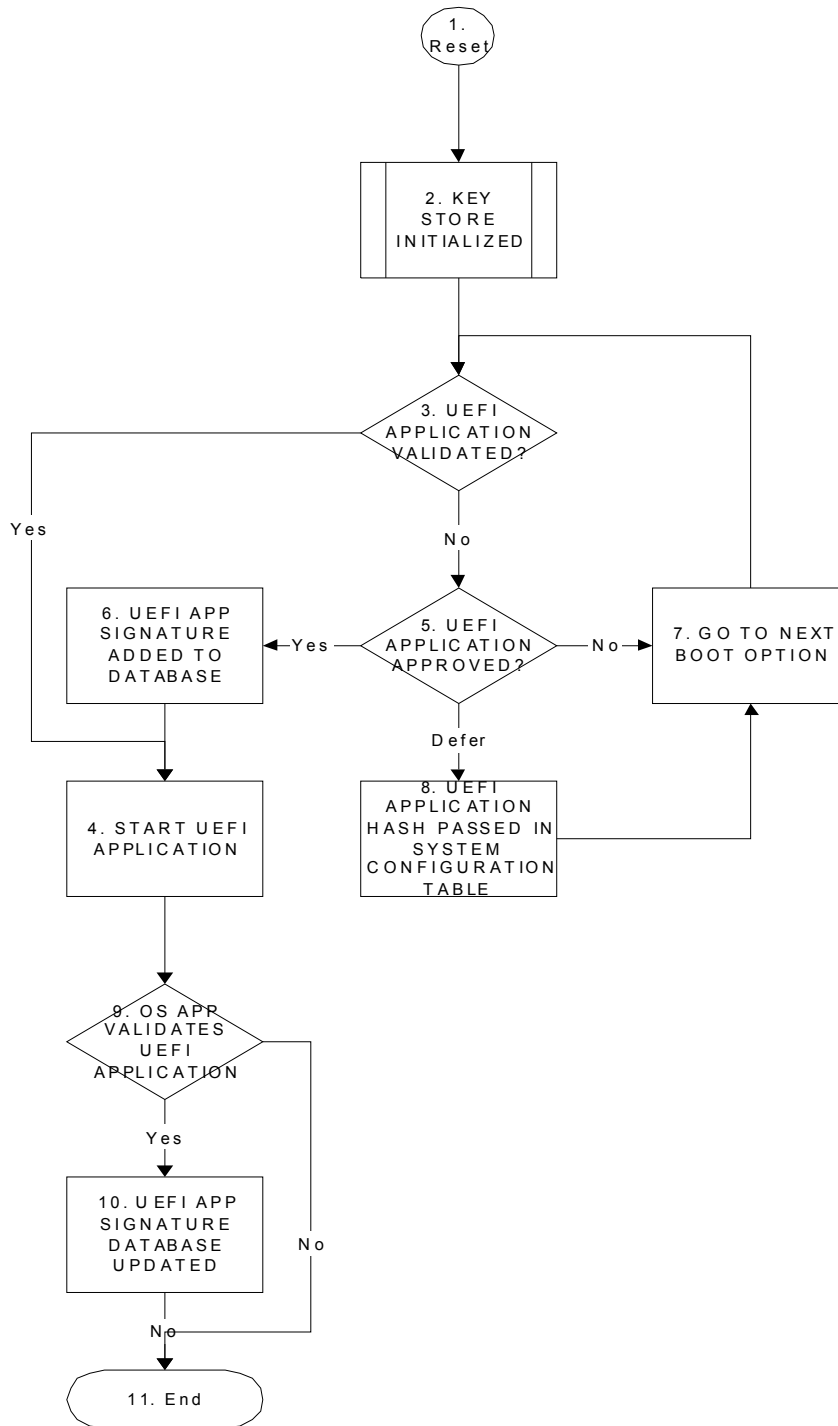 1.
Reset
2. KEY
STORE
INITIALIZED
3. UEFI
APPLICATION
VALIDATED?
Yes
No
6. UEFI APP
SIGNATURE
ADDED TO
DATABASE
Yes
5. UEFI
APPLICATION
APPROVED?
No
7. GO TO NEXT
BOOT OPTION
Defer
4. START UEFI
APPLICATION
8. UEFI
APPLICATION
HASH PASSED IN
SYSTEM
CONFIGURATION
TABLE
9. OS APP
VALIDATES
UEFI
APPLICATION
Yes
10. UEFI APP
SIGNATURE
DATABASE
UPDATED
No
No
11. End